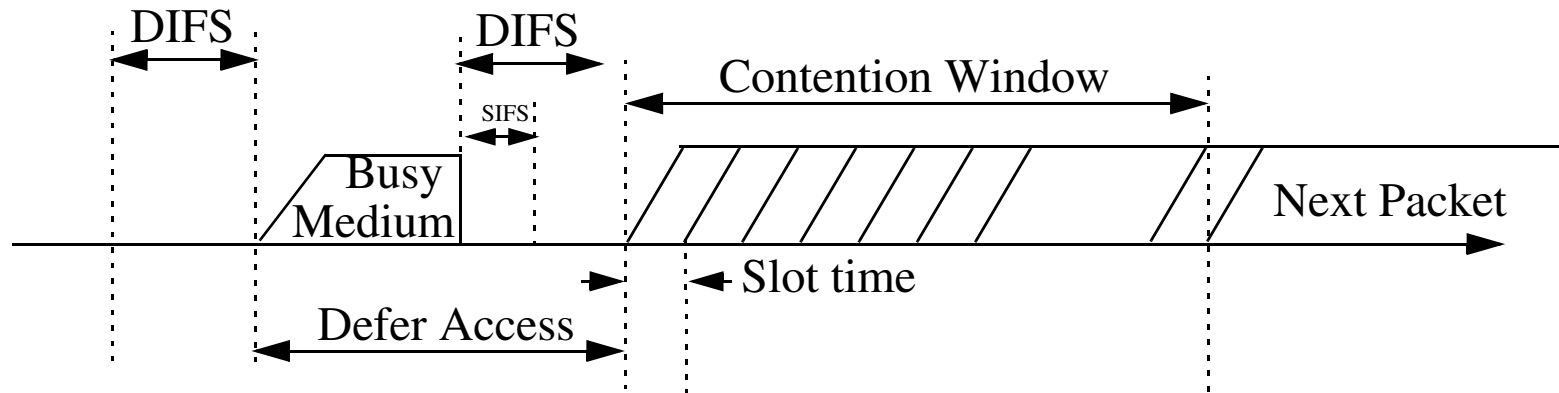 DIFS
DIFS
Contention Window
SIFS
Busy
Medium
Next Packet
Slot time
Defer Access